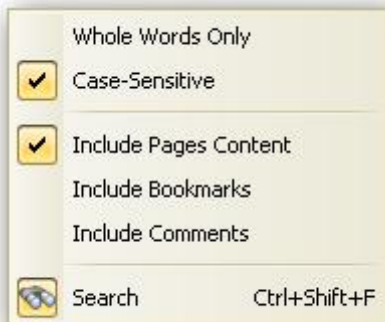 Whole Words Only
Case-Sensitive
Include Pages Content
Include Bookmarks
Include Comments
Search Ctrl+Shift+F